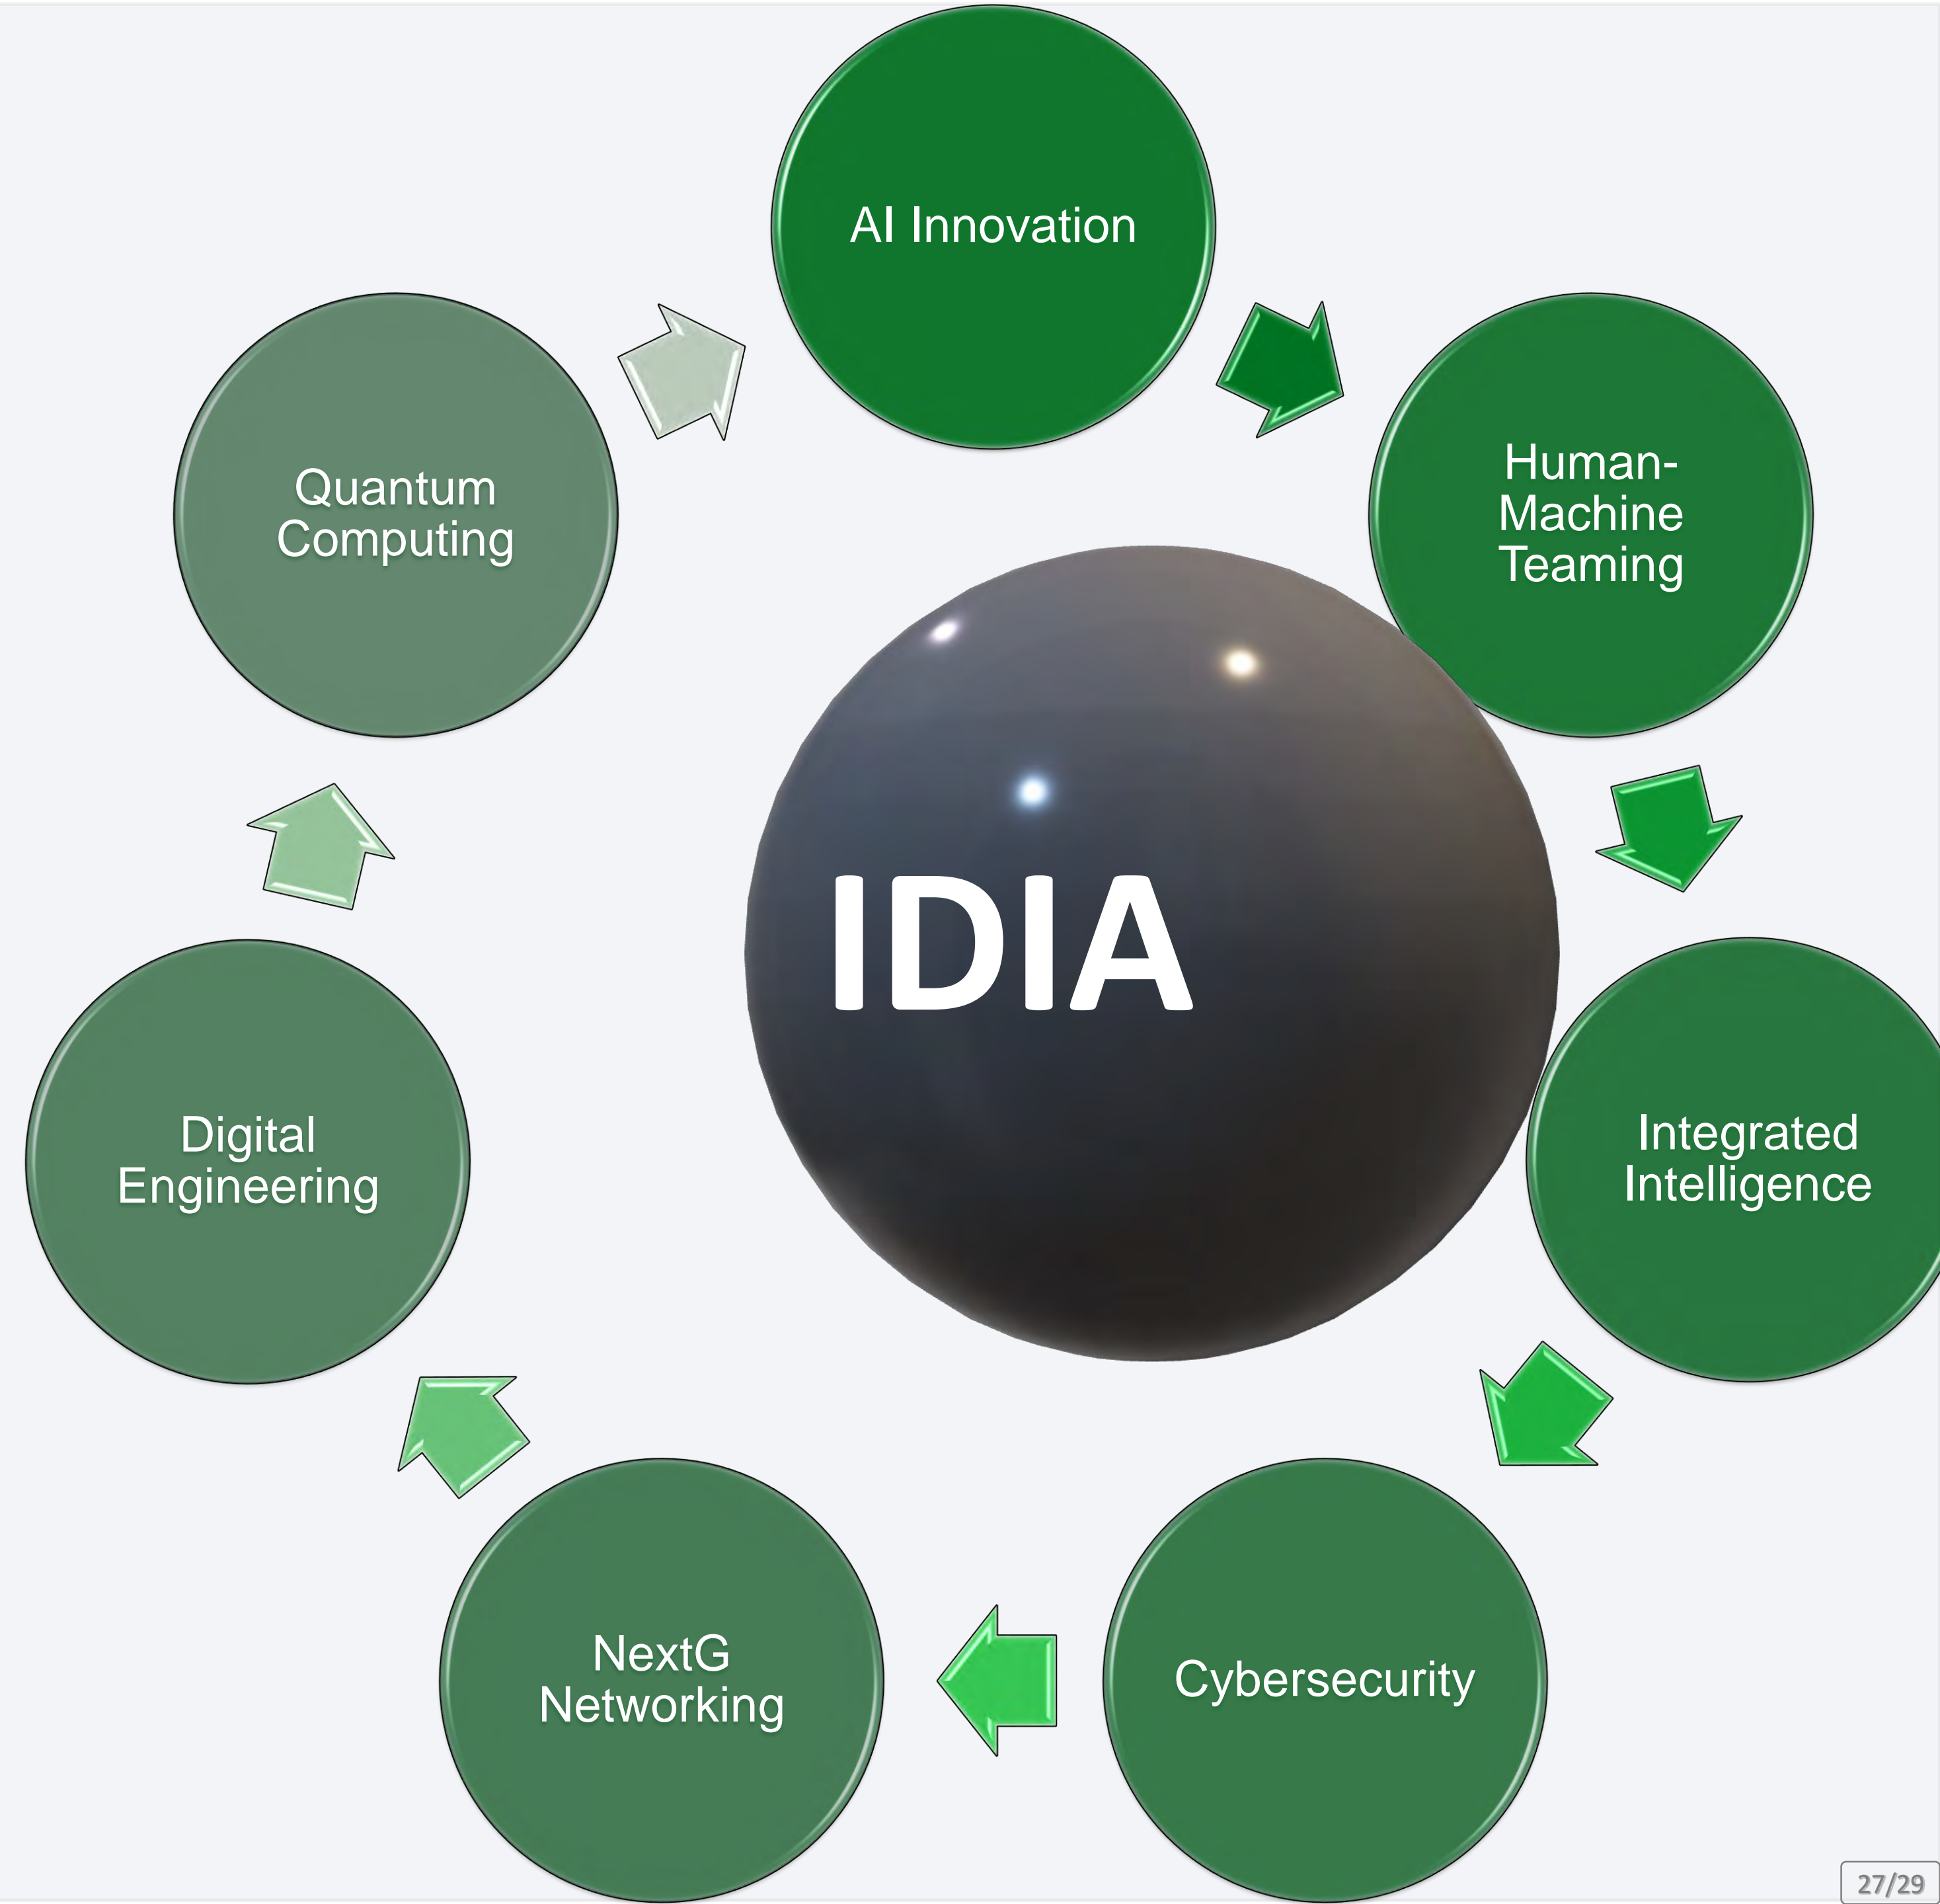 AI Innovation
Human-
Machine
Teaming
Integrated
Intelligence
Cybersecurity
NextG
Networking
Digital
Engineering
Quantum
Computing
IDIA
27/29